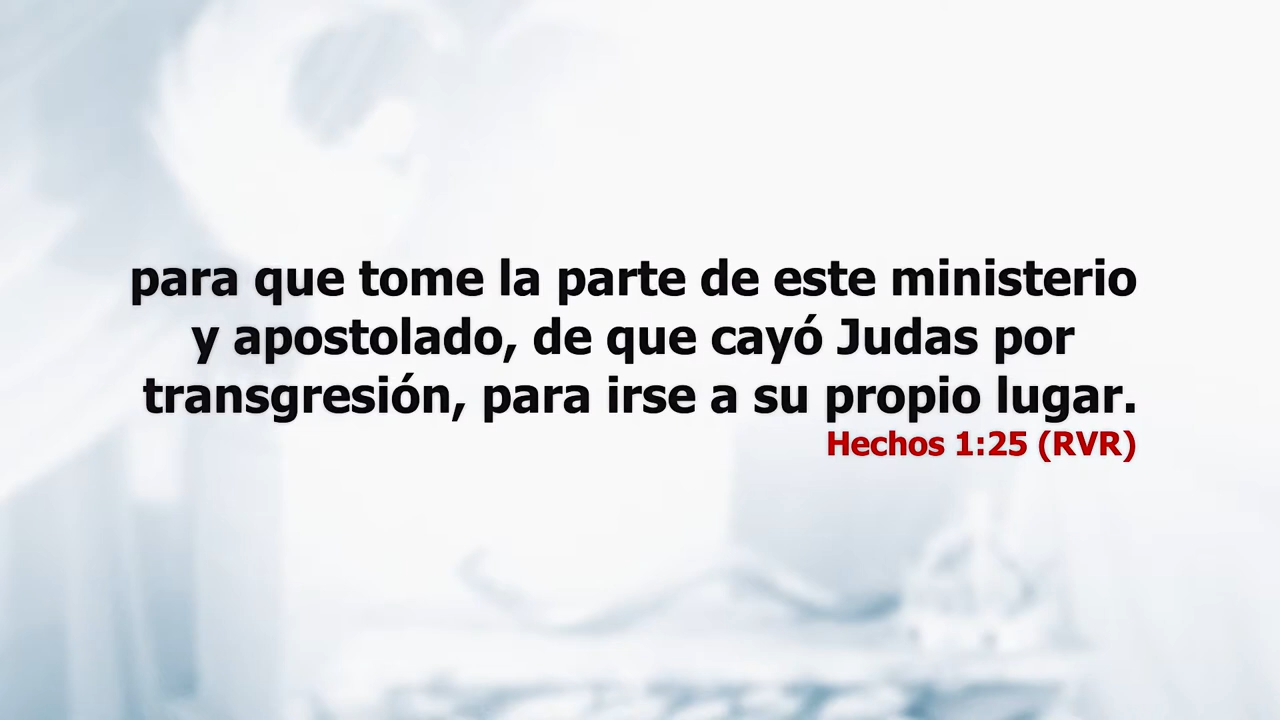 para que tome la parte de este ministerio
y apostolado, de que cayó Judas por
transgresión, para irse a su propio lugar.
Hechos 1:25 (RVR)